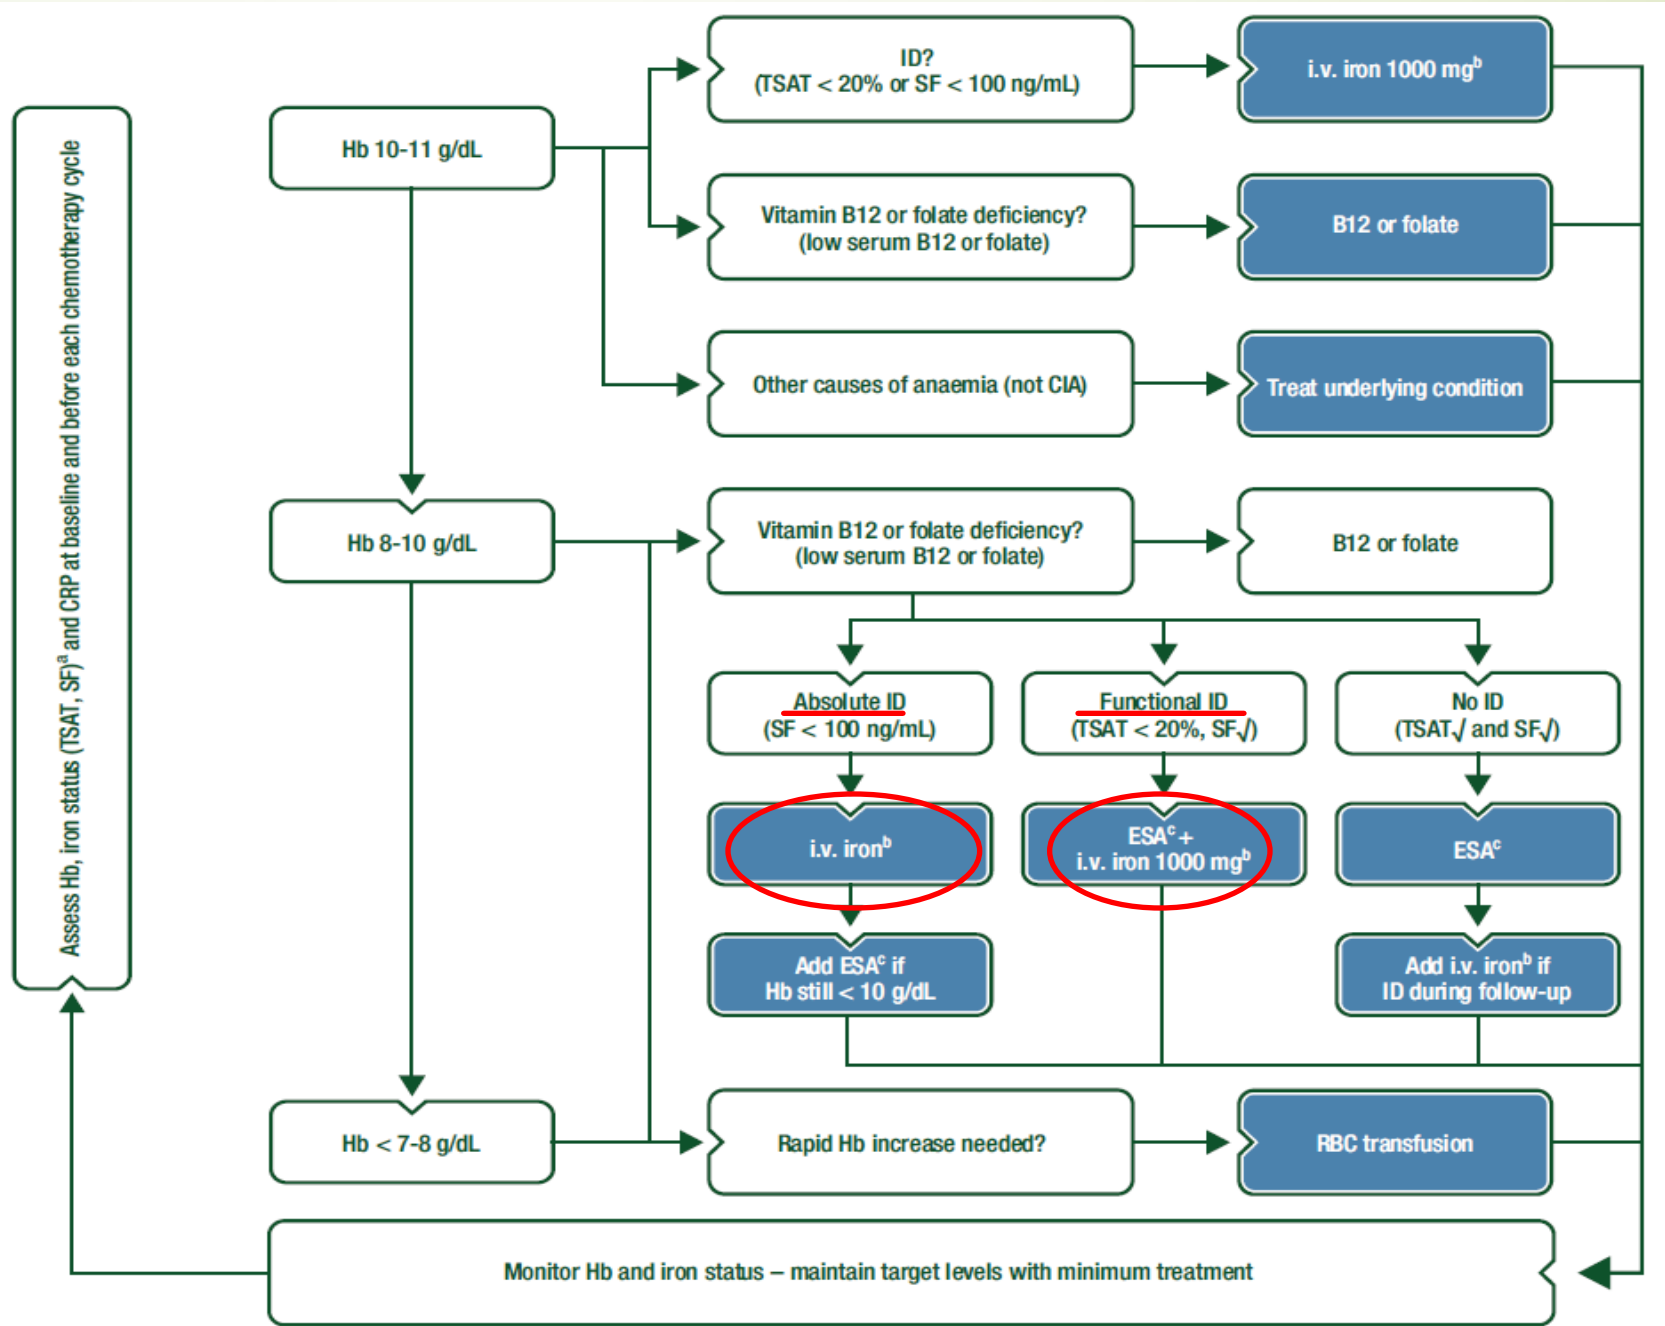 Assess Hb, iron status (TSAT, SF)ᵃ and CRP at baseline and before each chemotherapy cycle
Hb 10-11 g/dL
ID?
(TSAT < 20% or SF < 100 ng/mL)
i.v. iron 1000 mgᵇ
Vitamin B12 or folate deficiency?
(low serum B12 or folate)
B12 or folate
Other causes of anaemia (not CIA)
Treat underlying condition
Hb 8-10 g/dL
Vitamin B12 or folate deficiency?
(low serum B12 or folate)
B12 or folate
Absolute ID
(SF < 100 ng/mL)
Functional ID
(TSAT < 20%, SF√)
No ID
(TSAT√ and SF√)
i.v. ironᵇ
ESAᶜ +
i.v. iron 1000 mgᵇ
ESAᶜ
Add ESAᶜ if
Hb still < 10 g/dL
Add i.v. ironᵇ if
ID during follow-up
Hb < 7-8 g/dL
Rapid Hb increase needed?
RBC transfusion
Monitor Hb and iron status – maintain target levels with minimum treatment